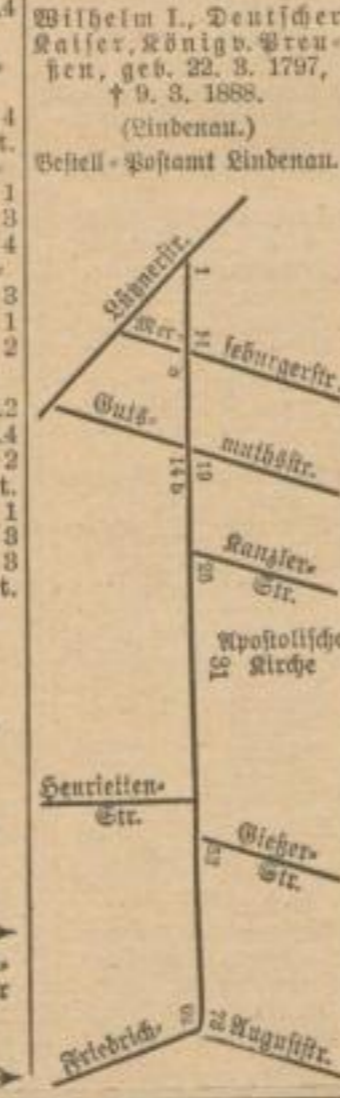 Wilhelm I., Deutscher
Kaiser, König v. Preu-
ßen, geb. 22. 3. 1797,
† 9. 3. 1888.
(Lindenau.)
Bestell-Postamt Lindenau.
Lütznerstr.
1
Mer- 11 seburgerstr.
Guts- muthsstr.
14b 19
Kanzler-
Str.
Apostolische
31 Kirche
Henrietten-
Str.
Gießer-
Str.
Friedrich- Auguststr.